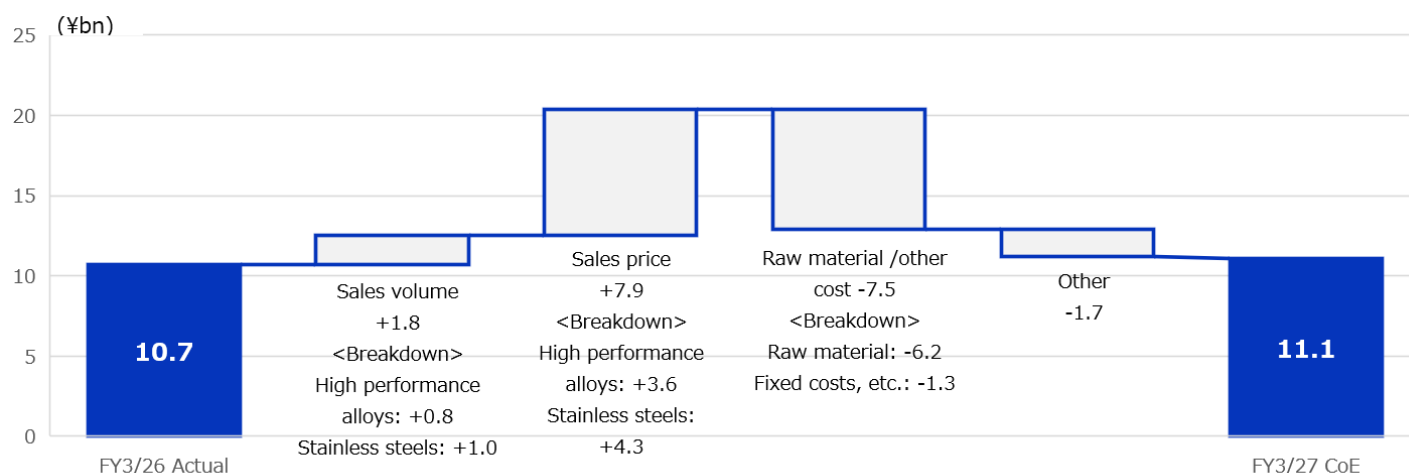 (¥bn)
25
20
15
10
5
0
10.7
FY3/26 Actual
Sales volume
+1.8
<Breakdown>
High performance
alloys: +0.8
Stainless steels: +1.0
Sales price
+7.9
<Breakdown>
High performance
alloys: +3.6
Stainless steels:
+4.3
Raw material /other
cost -7.5
<Breakdown>
Raw material: -6.2
Fixed costs, etc.: -1.3
Other
-1.7
11.1
FY3/27 CoE